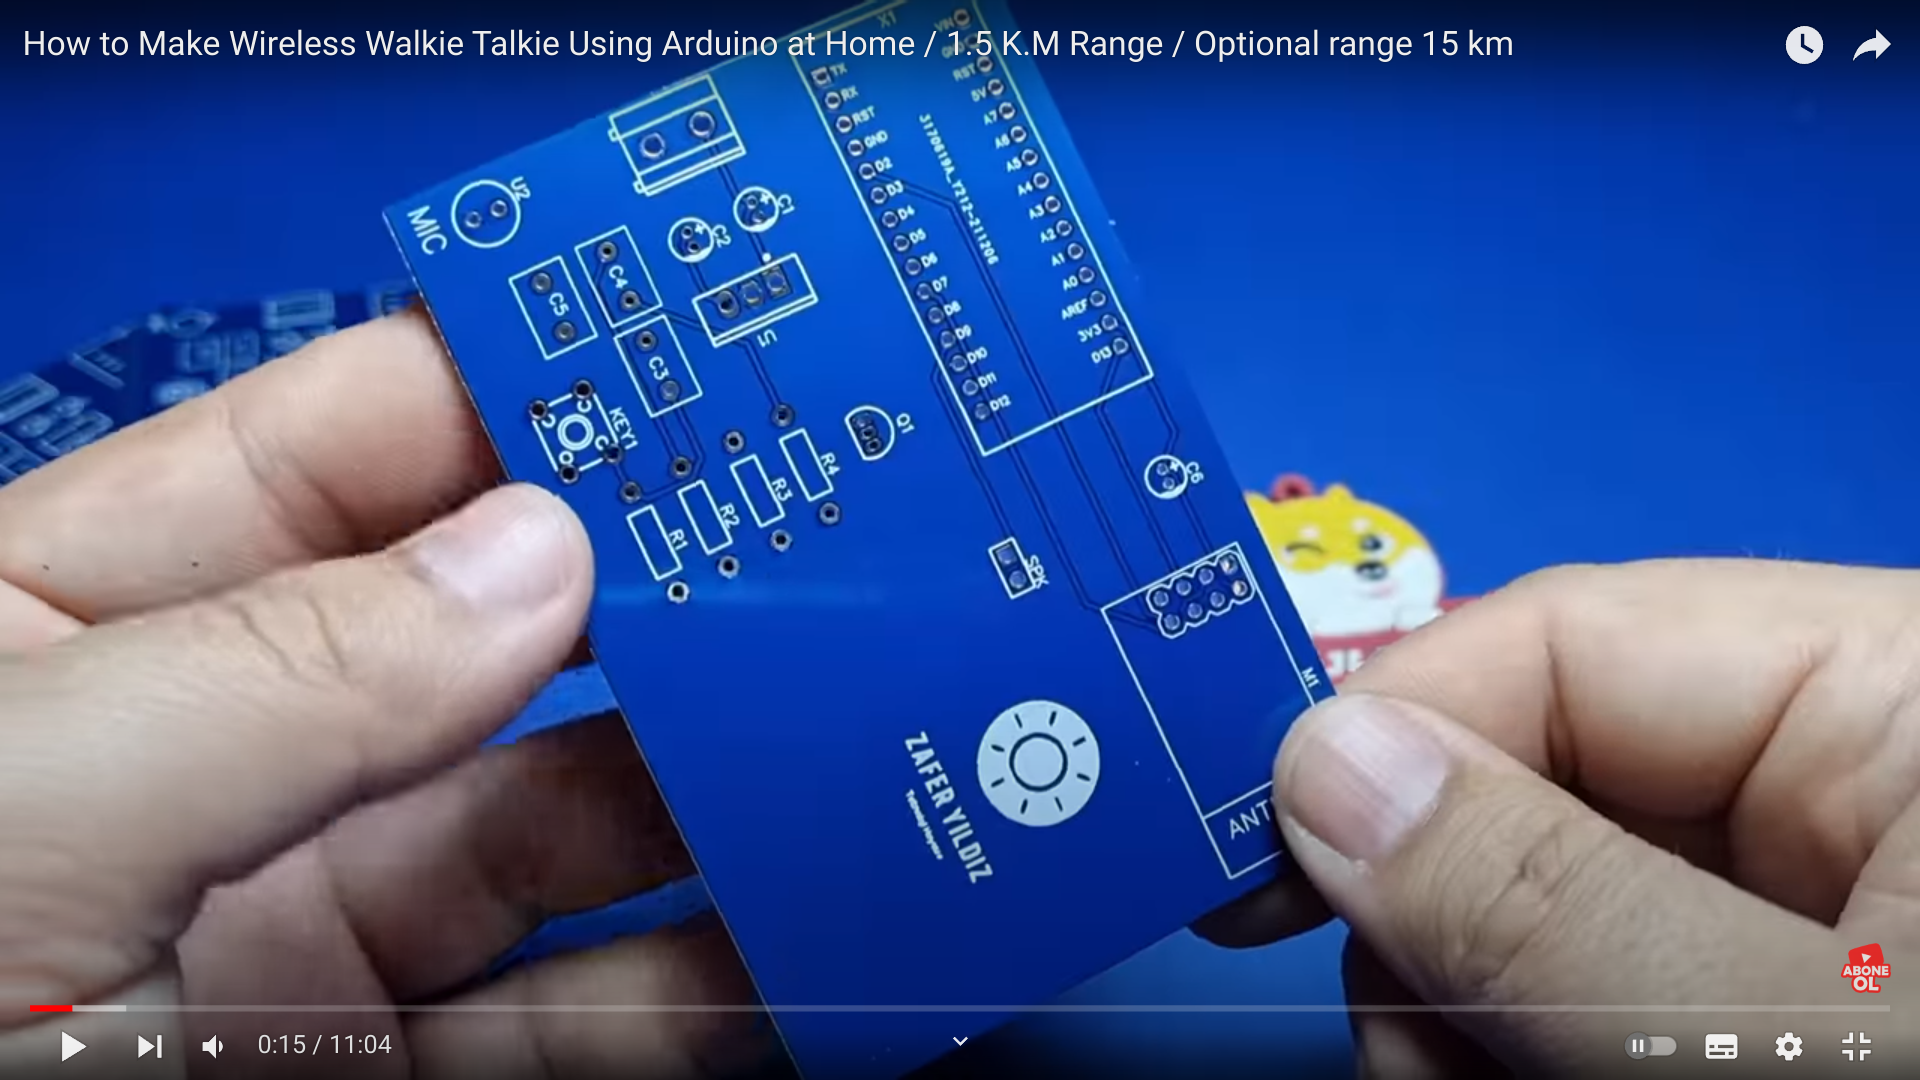 How to Make Wireless Walkie Talkie Using Arduino at Home / 1.5 K.M Range / Optional range 15 km
X1
VIN
GND
RST
5V
A7
A6
A5
A4
A3
A2
A1
A0
AREF
3V3
D13
TX
RX
RST
GND
D2
D3
D4
D5
D6
D7
D8
D9
D10
D11
D12
3170619A_Y212-211206
U2
MIC
C1
C2
C4
C5
C3
U1
KEY1
Q1
R4
R3
R2
R1
C6
SPK
M1
ZAFER YILDIZ
ABONE
OL
0:15 / 11:04